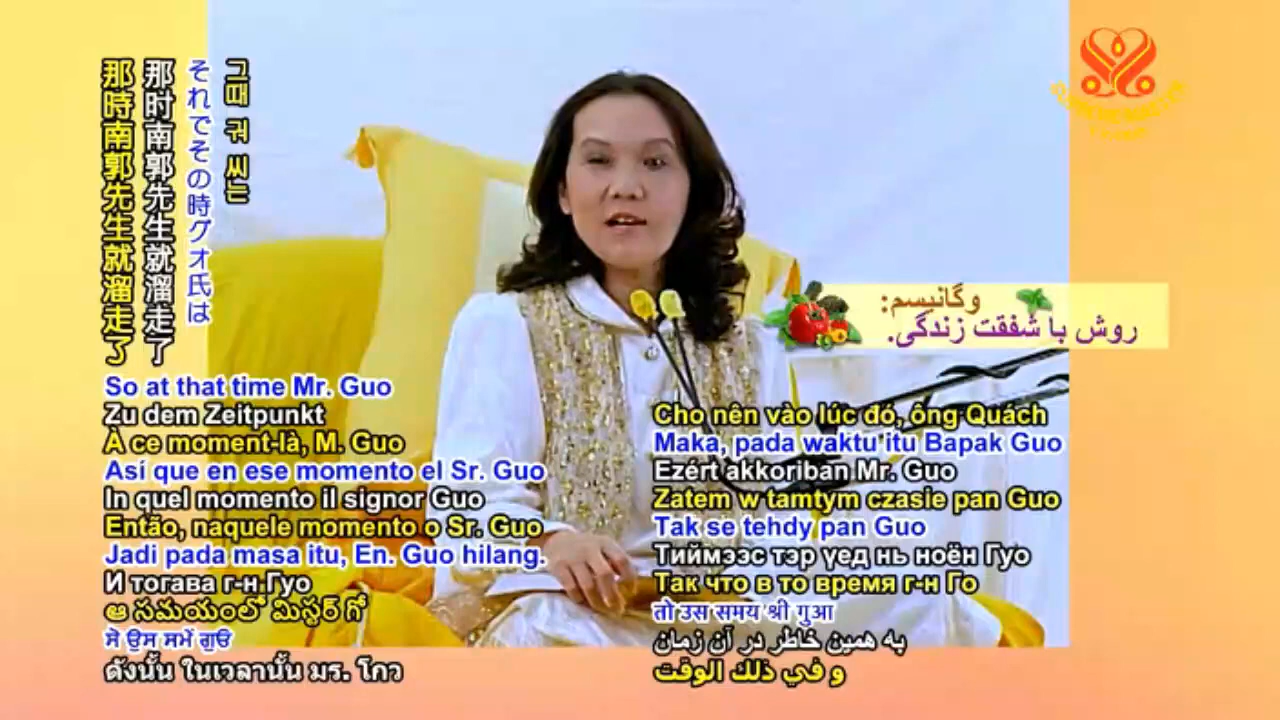 그때 궈 씨는
それでその時グオ氏は
那时南郭先生就溜走了
那時南郭先生就溜走了
وگانیسم:
روش با شفقت زندگی.
So at that time Mr. Guo
Zu dem Zeitpunkt
À ce moment-là, M. Guo
Así que en ese momento el Sr. Guo
In quel momento il signor Guo
Então, naquele momento o Sr. Guo
Jadi pada masa itu, En. Guo hilang.
И тогава г-н Гуо
ఆ సమయంలో మిస్టర్ గో
ਸੋ ਉਸ ਸਮੇਂ ਗੁਓ
ดังนั้น ในเวลานั้น มร. โกว
Cho nên vào lúc đó, ông Quách
Maka, pada waktu itu Bapak Guo
Ezért akkoriban Mr. Guo
Zatem w tamtym czasie pan Guo
Tak se tehdy pan Guo
Тиймээс тэр үед нь ноён Гуо
Так что в то время г-н Го
तो उस समय श्री गुआ
به همین خاطر در آن زمان
و في ذلك الوقت